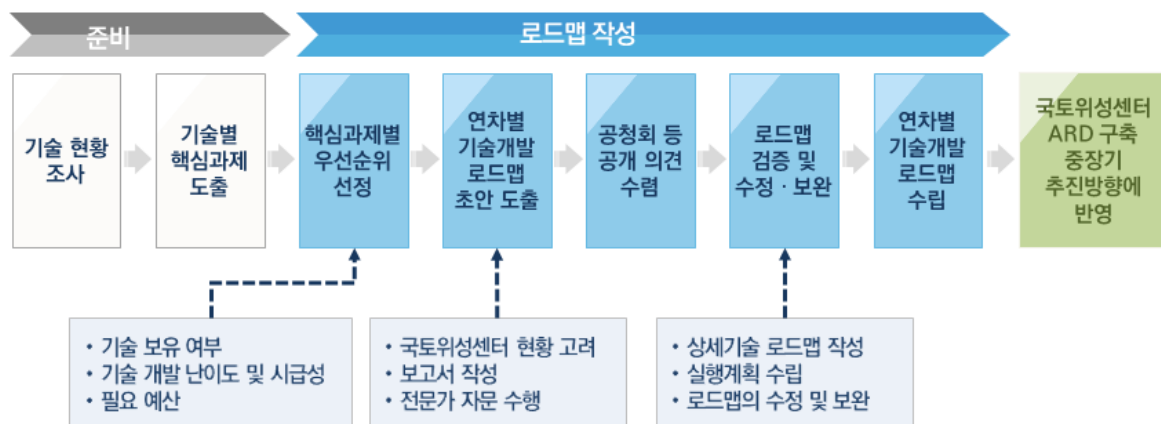 준비
로드맵 작성
기술 현황
조사
기술별
핵심과제
도출
핵심과제별
우선순위
선정
연차별
기술개발
로드맵
초안 도출
공청회 등
공개 의견
수렴
로드맵
검증 및
수정 · 보완
연차별
기술개발
로드맵
수립
국토위성센터
ARD 구축
중장기
추진방향에
반영
• 기술 보유 여부
• 기술 개발 난이도 및 시급성
• 필요 예산
• 국토위성센터 현황 고려
• 보고서 작성
• 전문가 자문 수행
• 상세기술 로드맵 작성
• 실행계획 수립
• 로드맵의 수정 및 보완